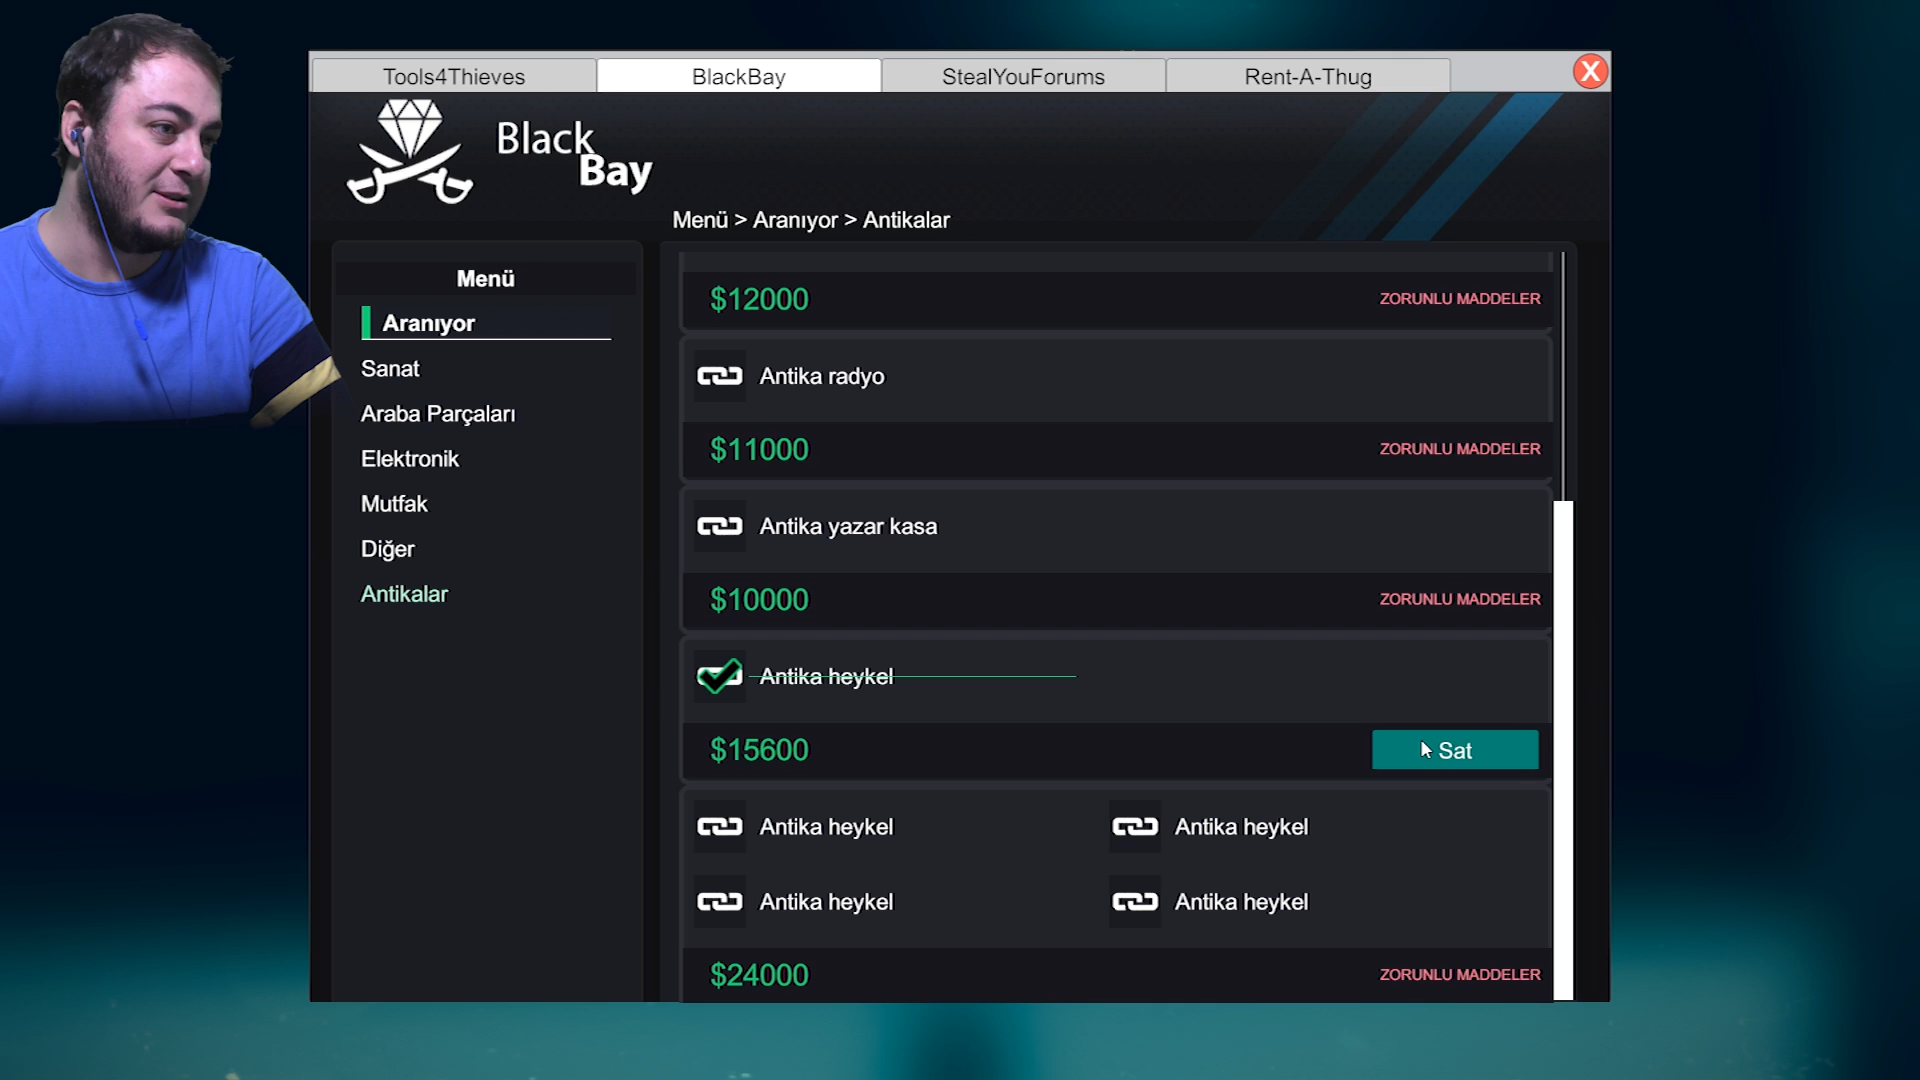 Tools4Thieves BlackBay StealYouForums Rent-A-Thug X
Black
Bay
Menü > Aranıyor > Antikalar
Menü
Aranıyor
Sanat
Araba Parçaları
Elektronik
Mutfak
Diğer
Antikalar
$12000 ZORUNLU MADDELER
Antika radyo
$11000 ZORUNLU MADDELER
Antika yazar kasa
$10000 ZORUNLU MADDELER
Antika heykel
$15600 Sat
Antika heykel Antika heykel
Antika heykel Antika heykel
$24000 ZORUNLU MADDELER